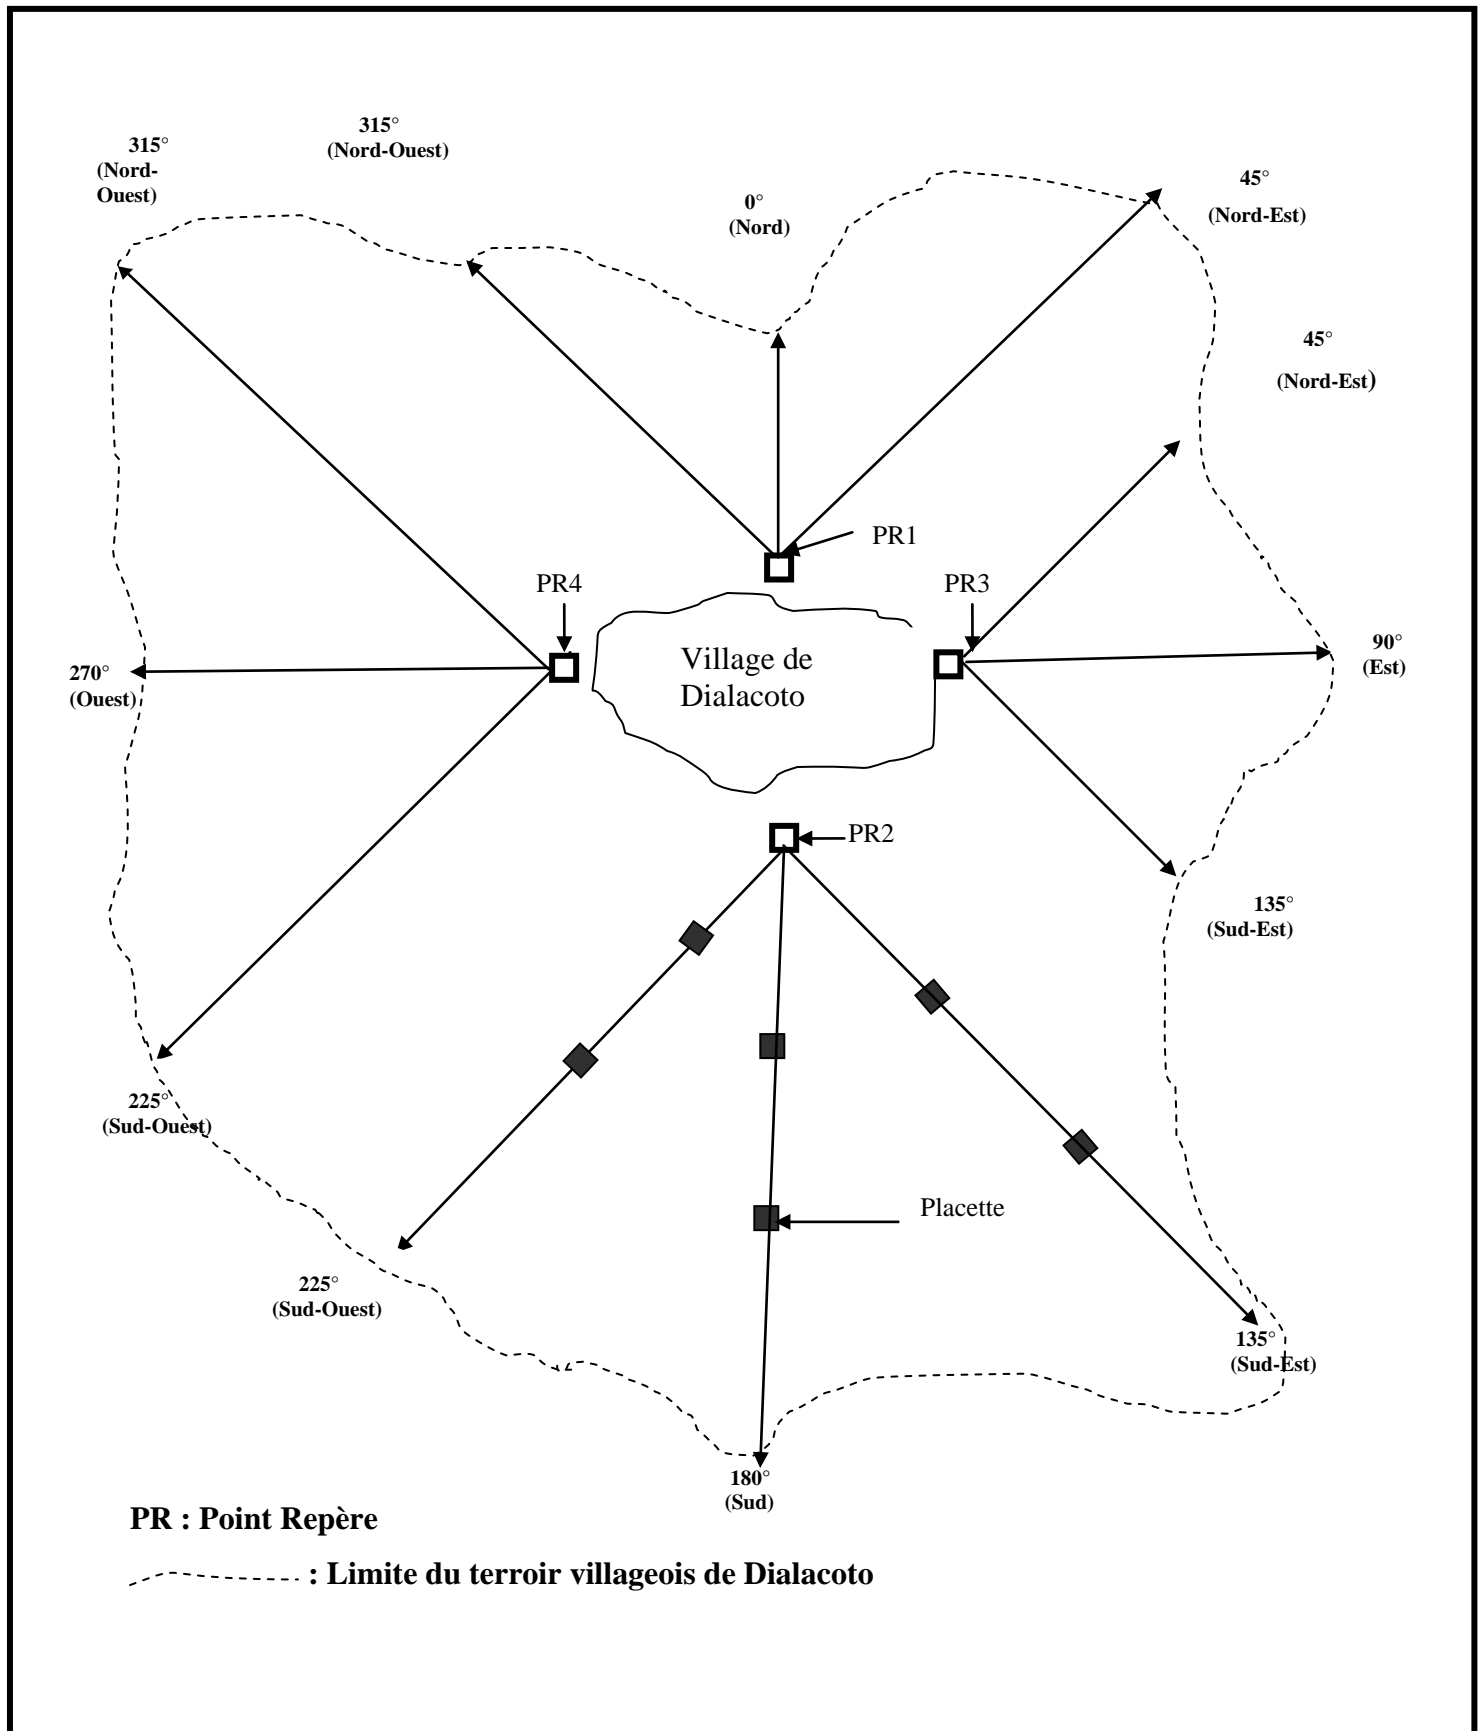 315°
(Nord-Ouest)
315°
(Nord-
Ouest)
45°
(Nord-Est)
0°
(Nord)
45°
(Nord-Est)
PR1
PR4
PR3
Village de
Dialacoto
90°
(Est)
270°
(Ouest)
PR2
135°
(Sud-Est)
225°
(Sud-Ouest)
Placette
225°
(Sud-Ouest)
135°
(Sud-Est)
180°
(Sud)
PR : Point Repère
: Limite du terroir villageois de Dialacoto